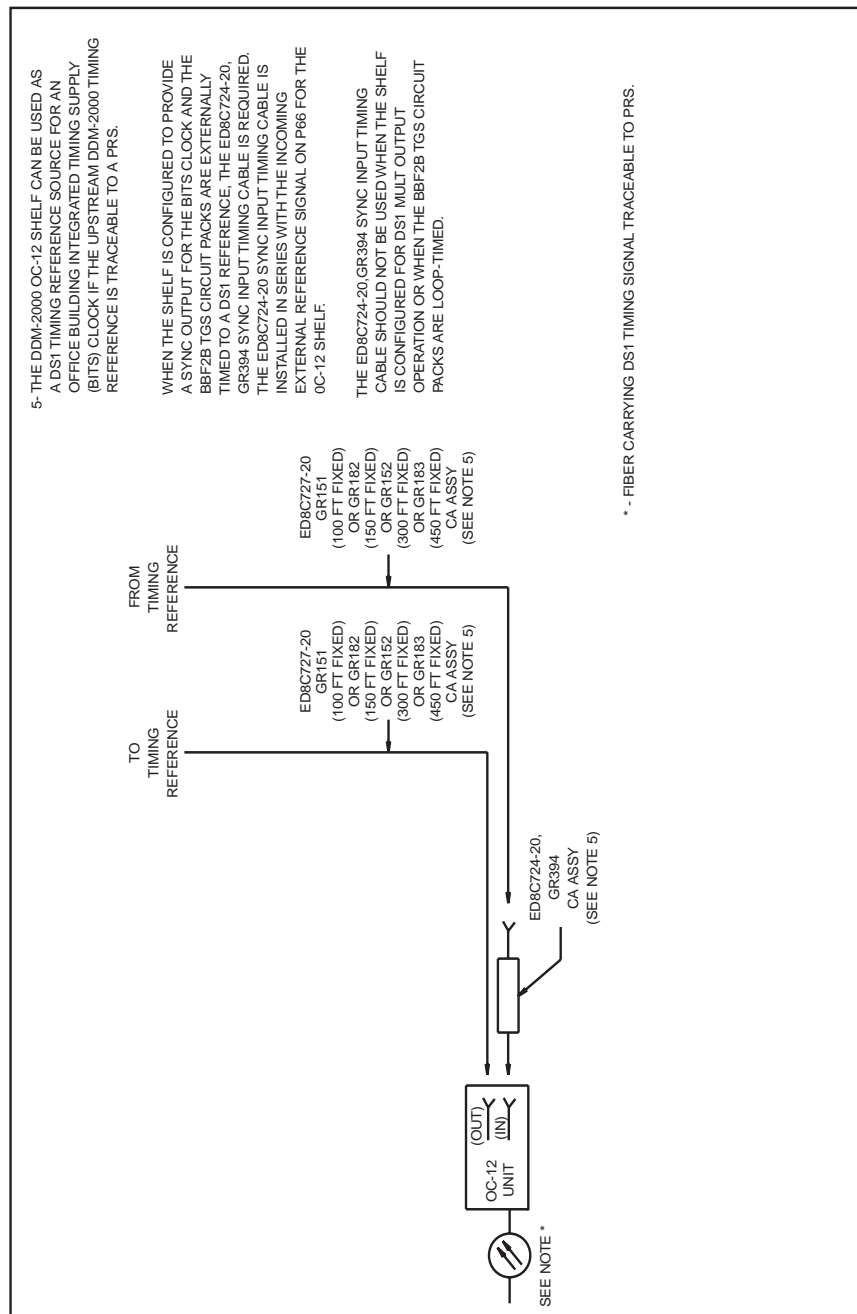 5- THE DDM-2000 OC-12 SHELF CAN BE USED AS
A DS1 TIMING REFERENCE SOURCE FOR AN
OFFICE BUILDING INTEGRATED TIMING SUPPLY
(BITS) CLOCK IF THE UPSTREAM DDM-2000 TIMING
REFERENCE IS TRACEABLE TO A PRS.
WHEN THE SHELF IS CONFIGURED TO PROVIDE
A SYNC OUTPUT FOR THE BITS CLOCK AND THE
BBF2B TGS CIRCUIT PACKS ARE EXTERNALLY
TIMED TO A DS1 REFERENCE, THE ED8C724-20,
GR394 SYNC INPUT TIMING CABLE IS REQUIRED.
THE ED8C724-20 SYNC INPUT TIMING CABLE IS
INSTALLED IN SERIES WITH THE INCOMING
EXTERNAL REFERENCE SIGNAL ON P66 FOR THE
0C-12 SHELF.
THE ED8C724-20,GR394 SYNC INPUT TIMING
CABLE SHOULD NOT BE USED WHEN THE SHELF
IS CONFIGURED FOR DS1 MULT OUTPUT
OPERATION OR WHEN THE BBF2B TGS CIRCUIT
PACKS ARE LOOP-TIMED.
TO
TIMING
REFERENCE
FROM
TIMING
REFERENCE
ED8C727-20
GR151
(100 FT FIXED)
OR GR182
(150 FT FIXED)
OR GR152
(300 FT FIXED)
OR GR183
(450 FT FIXED)
CA ASSY
(SEE NOTE 5)
ED8C727-20
GR151
(100 FT FIXED)
OR GR182
(150 FT FIXED)
OR GR152
(300 FT FIXED)
OR GR183
(450 FT FIXED)
CA ASSY
(SEE NOTE 5)
OC-12
UNIT
(OUT)
(IN)
ED8C724-20,
GR394
CA ASSY
(SEE NOTE 5)
SEE NOTE *
* - FIBER CARRYING DS1 TIMING SIGNAL TRACEABLE TO PRS.